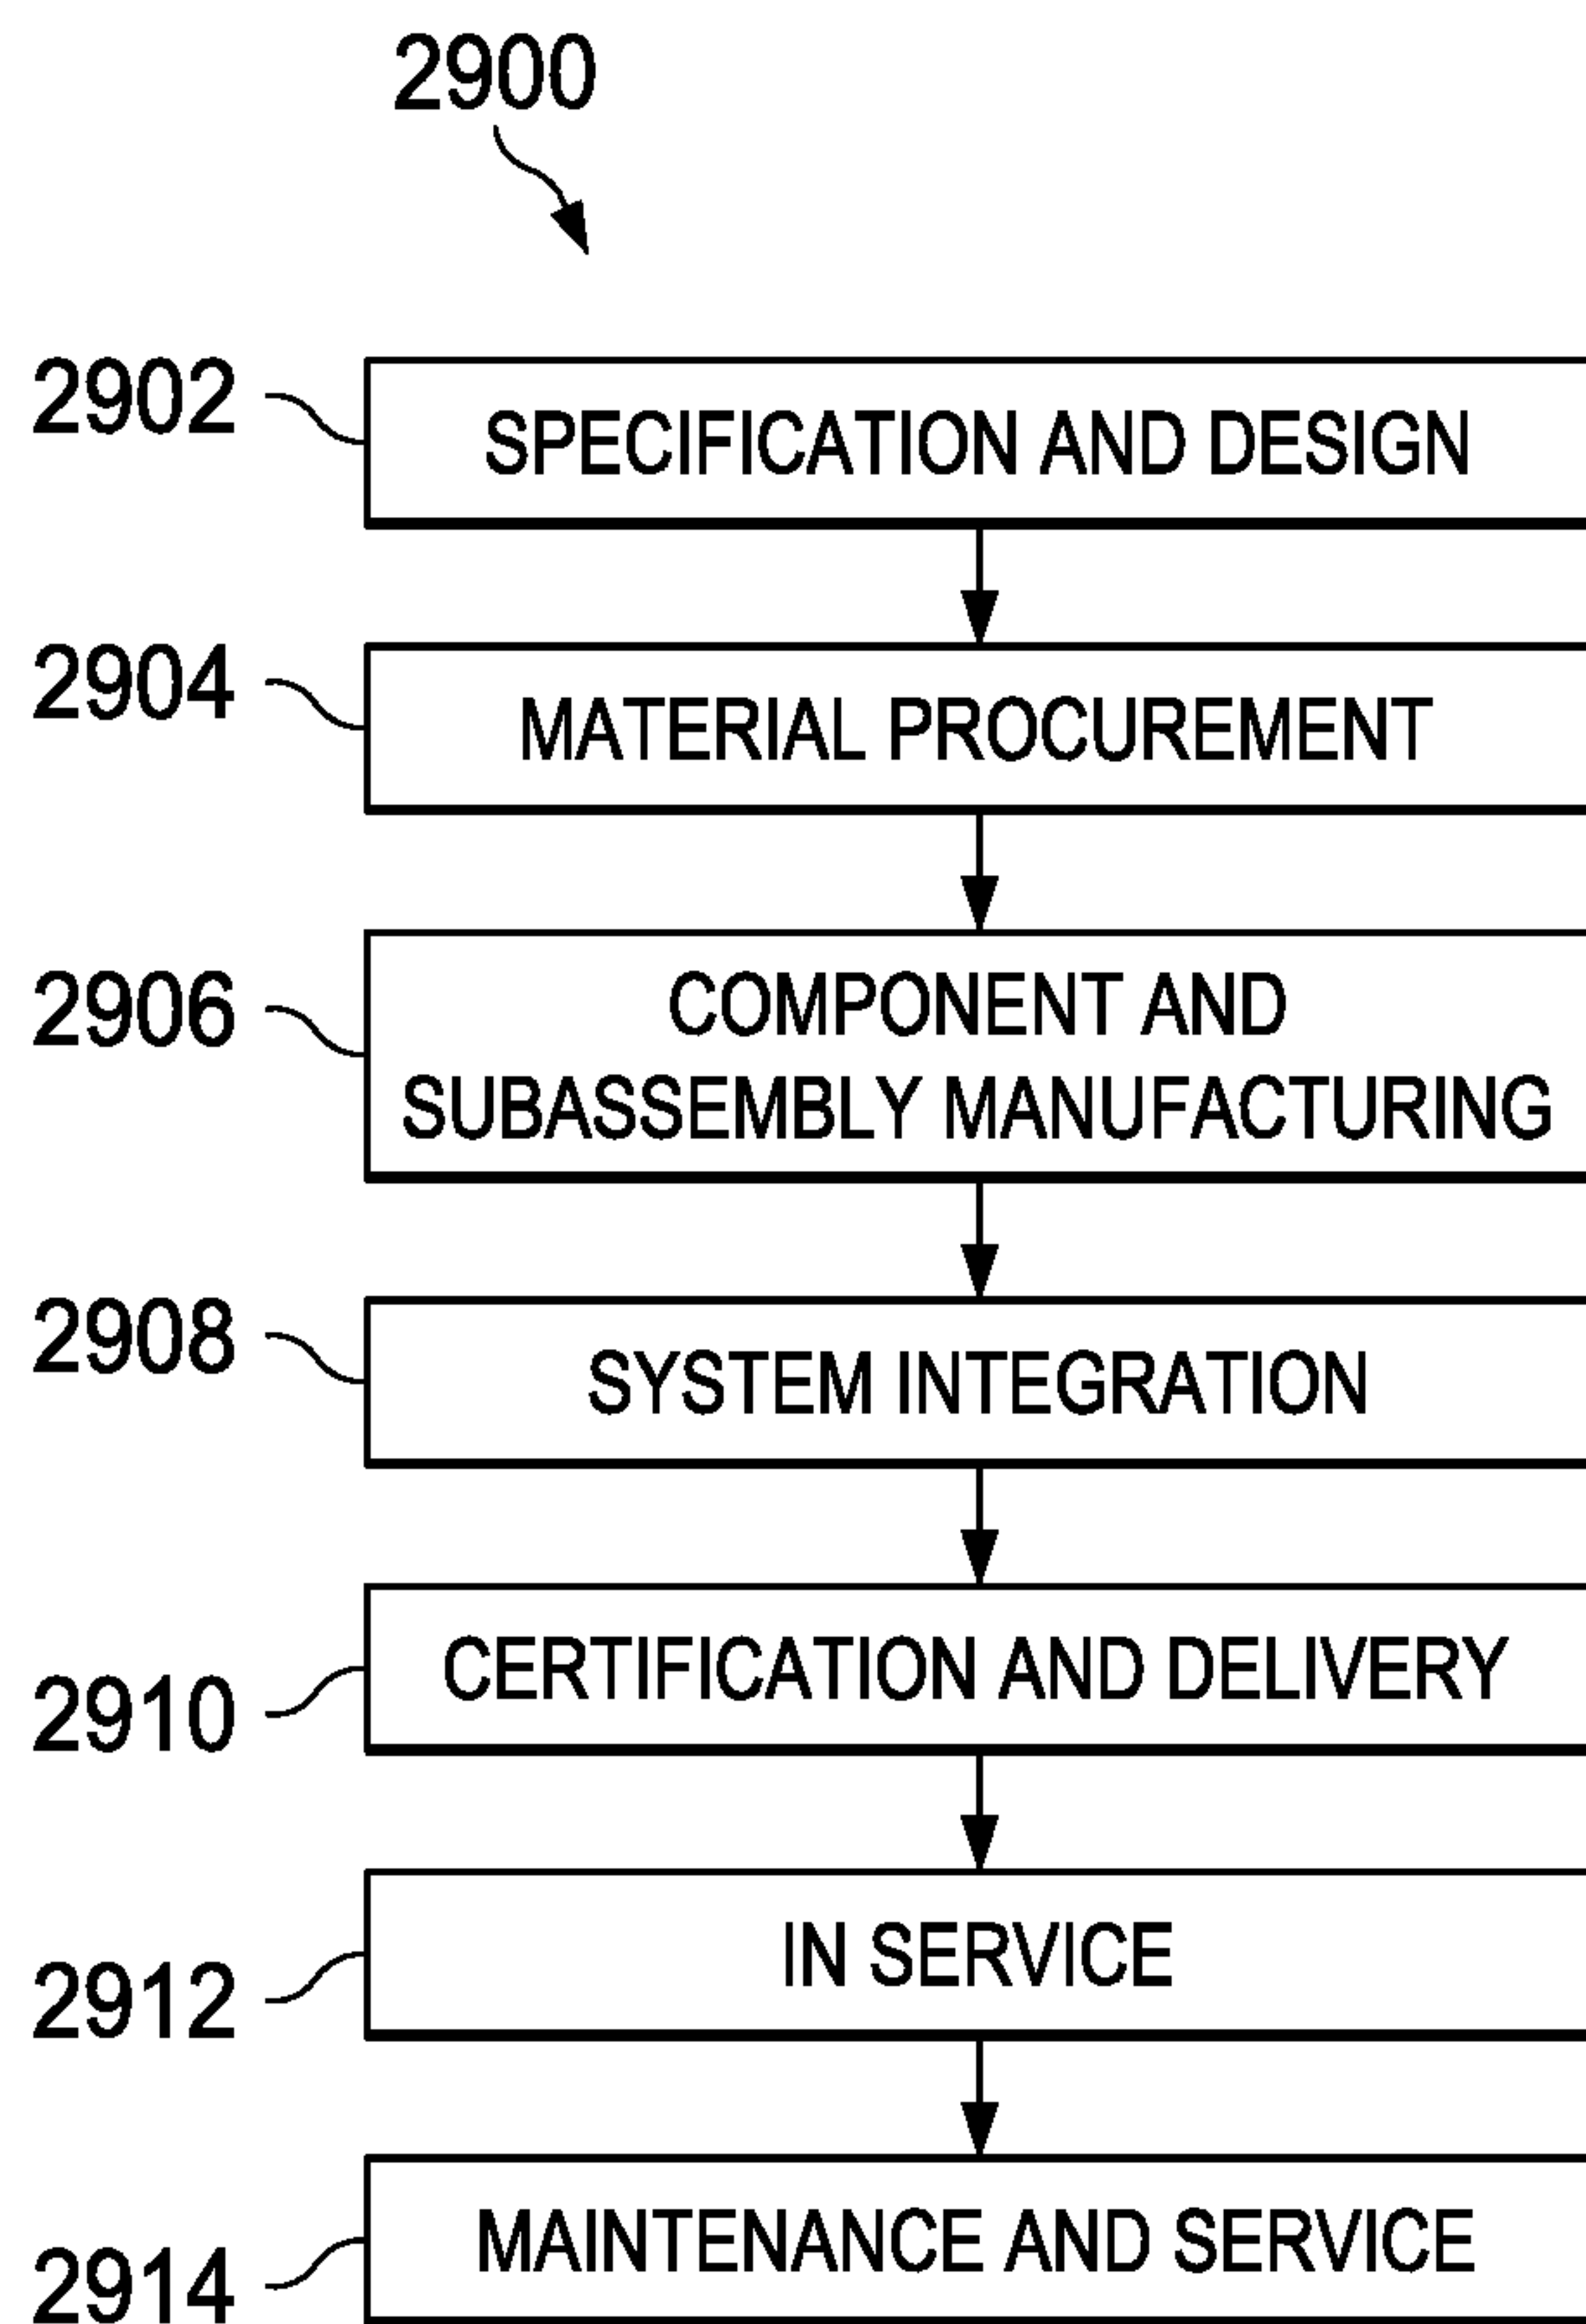 2900
2902
SPECIFICATION AND DESIGN
2904
MATERIAL PROCUREMENT
2906
COMPONENT AND
SUBASSEMBLY MANUFACTURING
2908
SYSTEM INTEGRATION
2910
CERTIFICATION AND DELIVERY
2912
IN SERVICE
2914
MAINTENANCE AND SERVICE